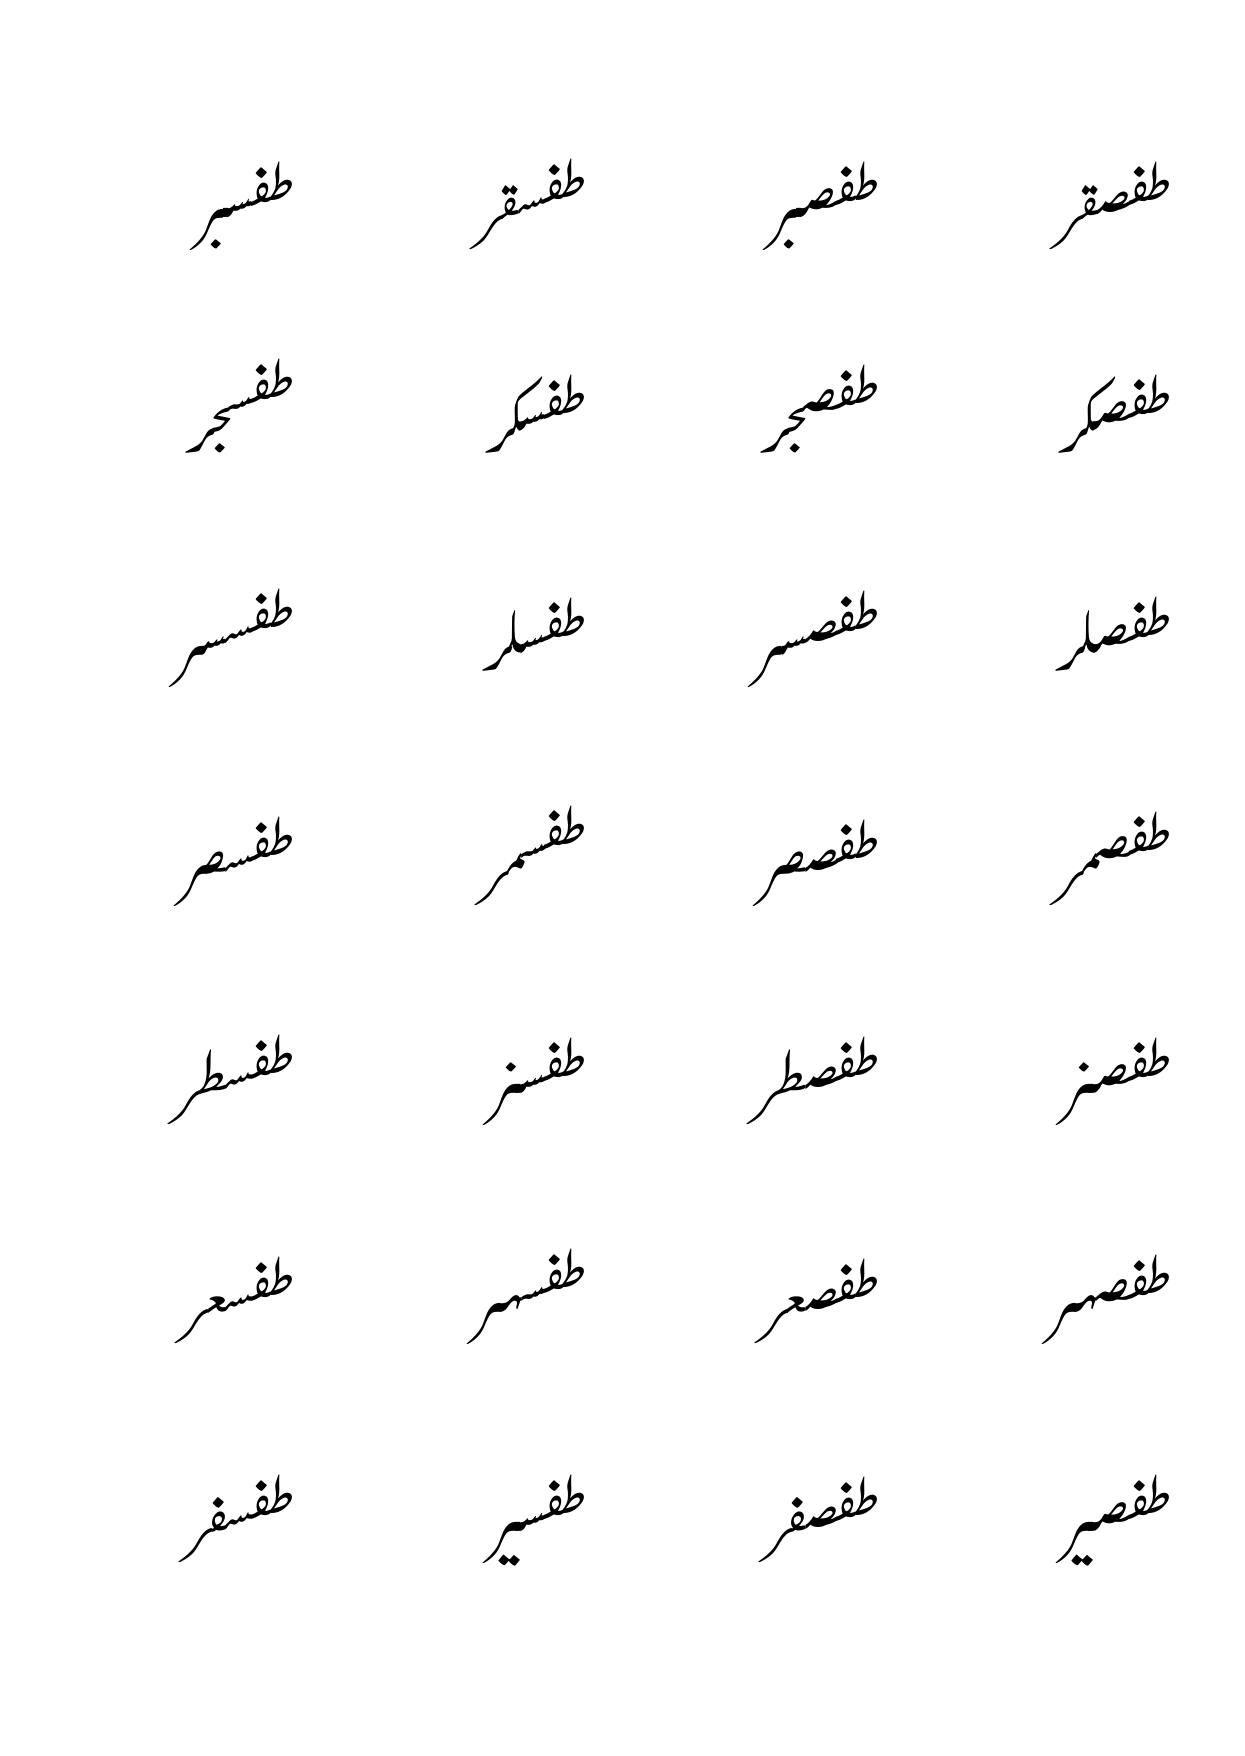 طفصقر طفصبر طفسقر طفسبر
طفصكر طفصجر طفسكر طفسجر
طفصلر طفصسر طفسلر طفسسر
طفصمر طفصصر طفسمر طفسصر
طفصنر طفصطر طفسنر طفسطر
طفصهر طفصعر طفسهر طفسعر
طفصير طفصفر طفسير طفسفر